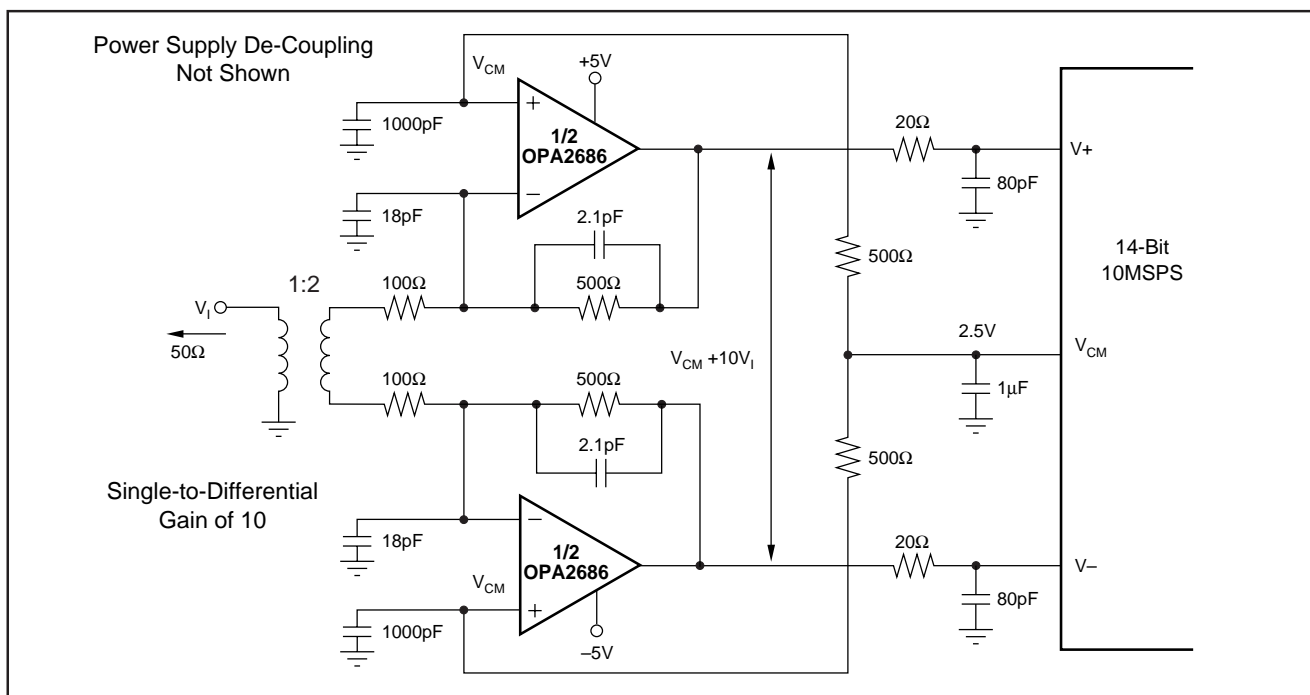 Power Supply De-Coupling
Not Shown
V_CM
+5V
1000pF
+
1/2
OPA2686
−
18pF
20Ω
V+
80pF
2.1pF
500Ω
14-Bit
10MSPS
1:2
100Ω
500Ω
V_I
50Ω
V_CM +10V_I
2.5V
V_CM
1μF
100Ω
500Ω
2.1pF
500Ω
Single-to-Differential
Gain of 10
18pF
−
1/2
OPA2686
+
V_CM
1000pF
–5V
20Ω
V–
80pF